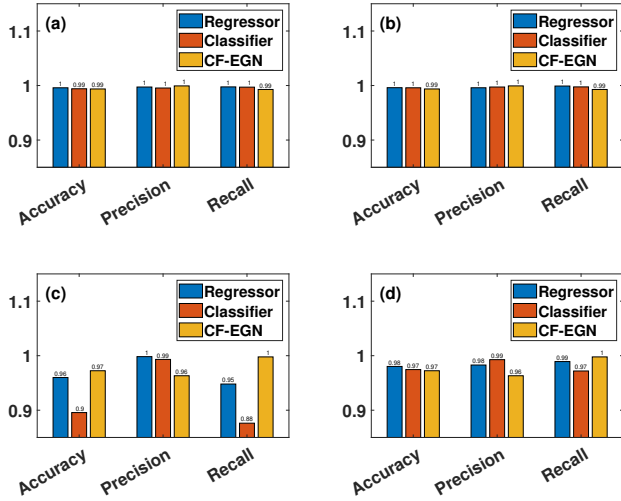 (a)
Regressor
Classifier
CF-EGN
1.1
1
0.9
1 0.99 0.99
1 1 1
1 1 0.99
Accuracy
Precision
Recall
(b)
Regressor
Classifier
CF-EGN
1.1
1
0.9
1 1 0.99
1 1 1
1 1 0.99
Accuracy
Precision
Recall
(c)
Regressor
Classifier
CF-EGN
1.1
1
0.9
0.96 0.9 0.97
1 0.99 0.96
0.95 0.88 1
Accuracy
Precision
Recall
(d)
Regressor
Classifier
CF-EGN
1.1
1
0.9
0.98 0.97 0.97
0.98 0.99 0.96
0.99 0.97 1
Accuracy
Precision
Recall